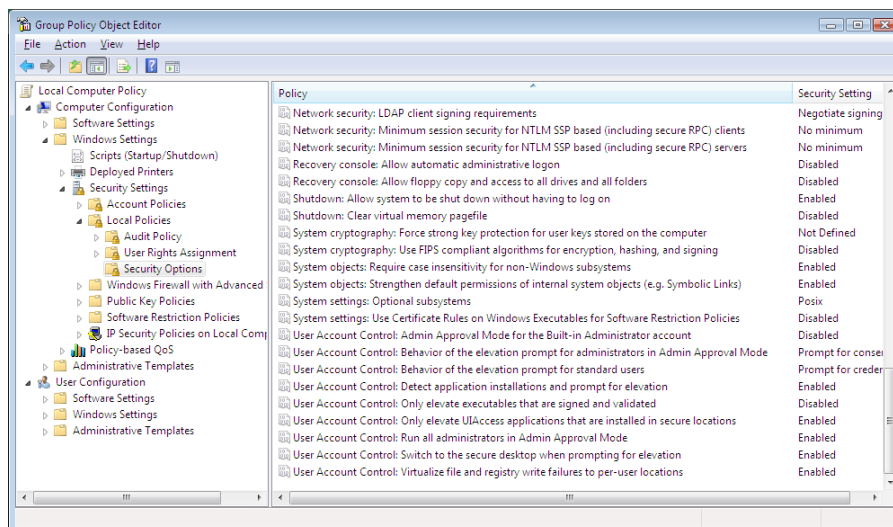 Group Policy Object Editor
File Action View Help
Local Computer Policy
Computer Configuration
Software Settings
Windows Settings
Scripts (Startup/Shutdown)
Deployed Printers
Security Settings
Account Policies
Local Policies
Audit Policy
User Rights Assignment
Security Options
Windows Firewall with Advanced
Public Key Policies
Software Restriction Policies
IP Security Policies on Local Comp
Policy-based QoS
Administrative Templates
User Configuration
Software Settings
Windows Settings
Administrative Templates
Policy Security Setting
Network security: LDAP client signing requirements Negotiate signing
Network security: Minimum session security for NTLM SSP based (including secure RPC) clients No minimum
Network security: Minimum session security for NTLM SSP based (including secure RPC) servers No minimum
Recovery console: Allow automatic administrative logon Disabled
Recovery console: Allow floppy copy and access to all drives and all folders Disabled
Shutdown: Allow system to be shut down without having to log on Enabled
Shutdown: Clear virtual memory pagefile Disabled
System cryptography: Force strong key protection for user keys stored on the computer Not Defined
System cryptography: Use FIPS compliant algorithms for encryption, hashing, and signing Disabled
System objects: Require case insensitivity for non-Windows subsystems Enabled
System objects: Strengthen default permissions of internal system objects (e.g. Symbolic Links) Enabled
System settings: Optional subsystems Posix
System settings: Use Certificate Rules on Windows Executables for Software Restriction Policies Disabled
User Account Control: Admin Approval Mode for the Built-in Administrator account Disabled
User Account Control: Behavior of the elevation prompt for administrators in Admin Approval Mode Prompt for conse
User Account Control: Behavior of the elevation prompt for standard users Prompt for creder
User Account Control: Detect application installations and prompt for elevation Enabled
User Account Control: Only elevate executables that are signed and validated Disabled
User Account Control: Only elevate UIAccess applications that are installed in secure locations Enabled
User Account Control: Run all administrators in Admin Approval Mode Enabled
User Account Control: Switch to the secure desktop when prompting for elevation Enabled
User Account Control: Virtualize file and registry write failures to per-user locations Enabled